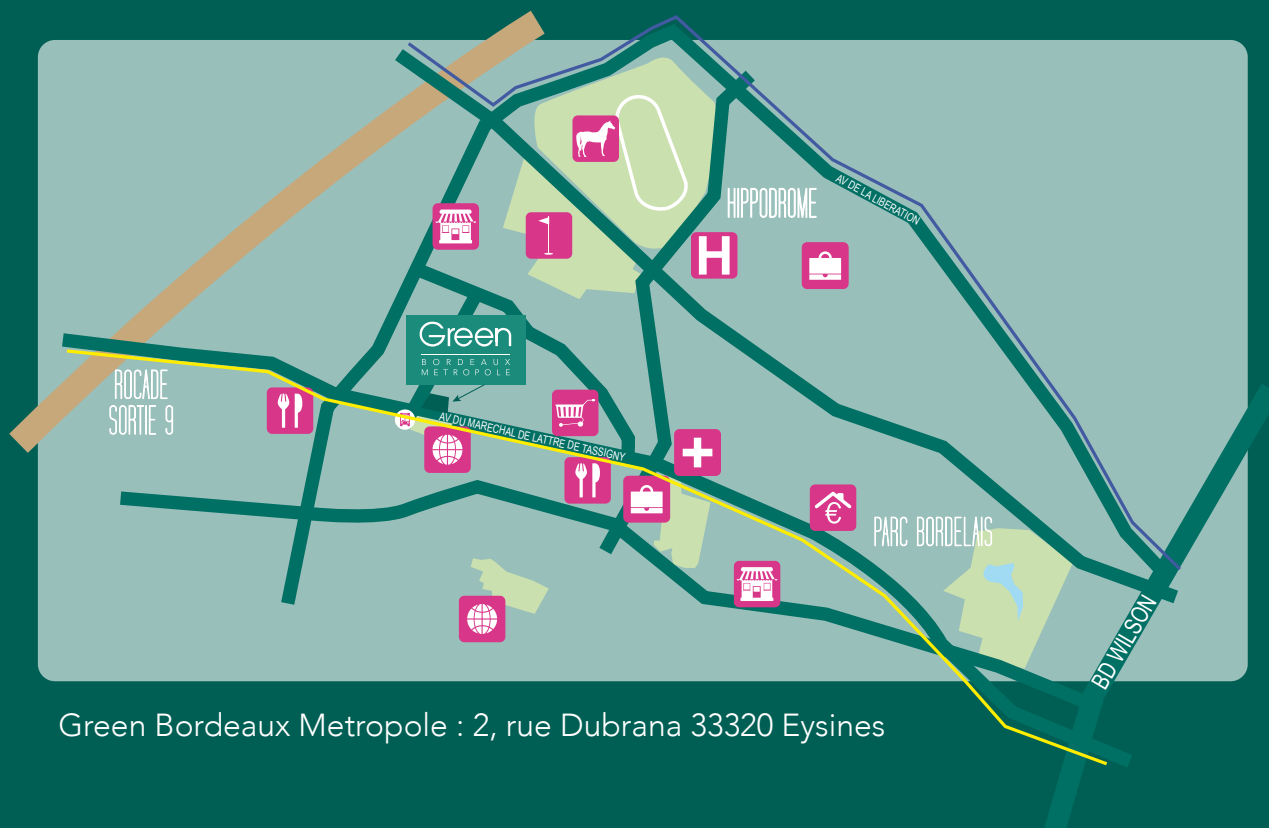 HIPPODROME
AV DE LA LIBERATION
H
Green
BORDEAUX
METROPOLE
ROCADE
SORTIE 9
AV DU MARECHAL DE LATTRE DE TASSIGNY
€
PARC BORDELAIS
BD WILSON
Green Bordeaux Metropole : 2, rue Dubrana 33320 Eysines